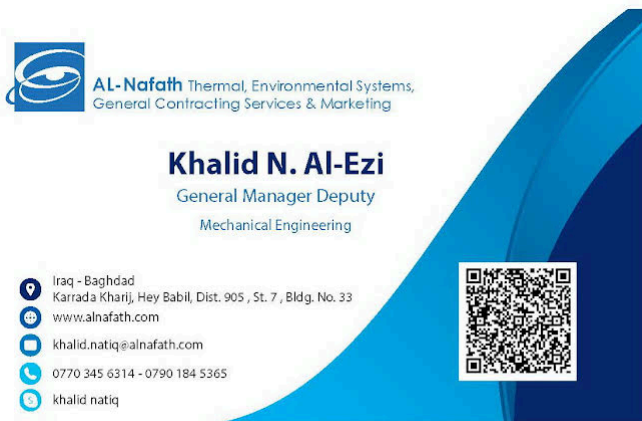 AL-Nafath Thermal, Environmental Systems,
General Contracting Services & Marketing
Khalid N. Al-Ezi
General Manager Deputy
Mechanical Engineering
Iraq - Baghdad
Karrada Kharij, Hey Babil, Dist. 905 , St. 7 , Bldg. No. 33
www.alnafath.com
khalid.natiq@alnafath.com
0770 345 6314 - 0790 184 5365
khalid natiq